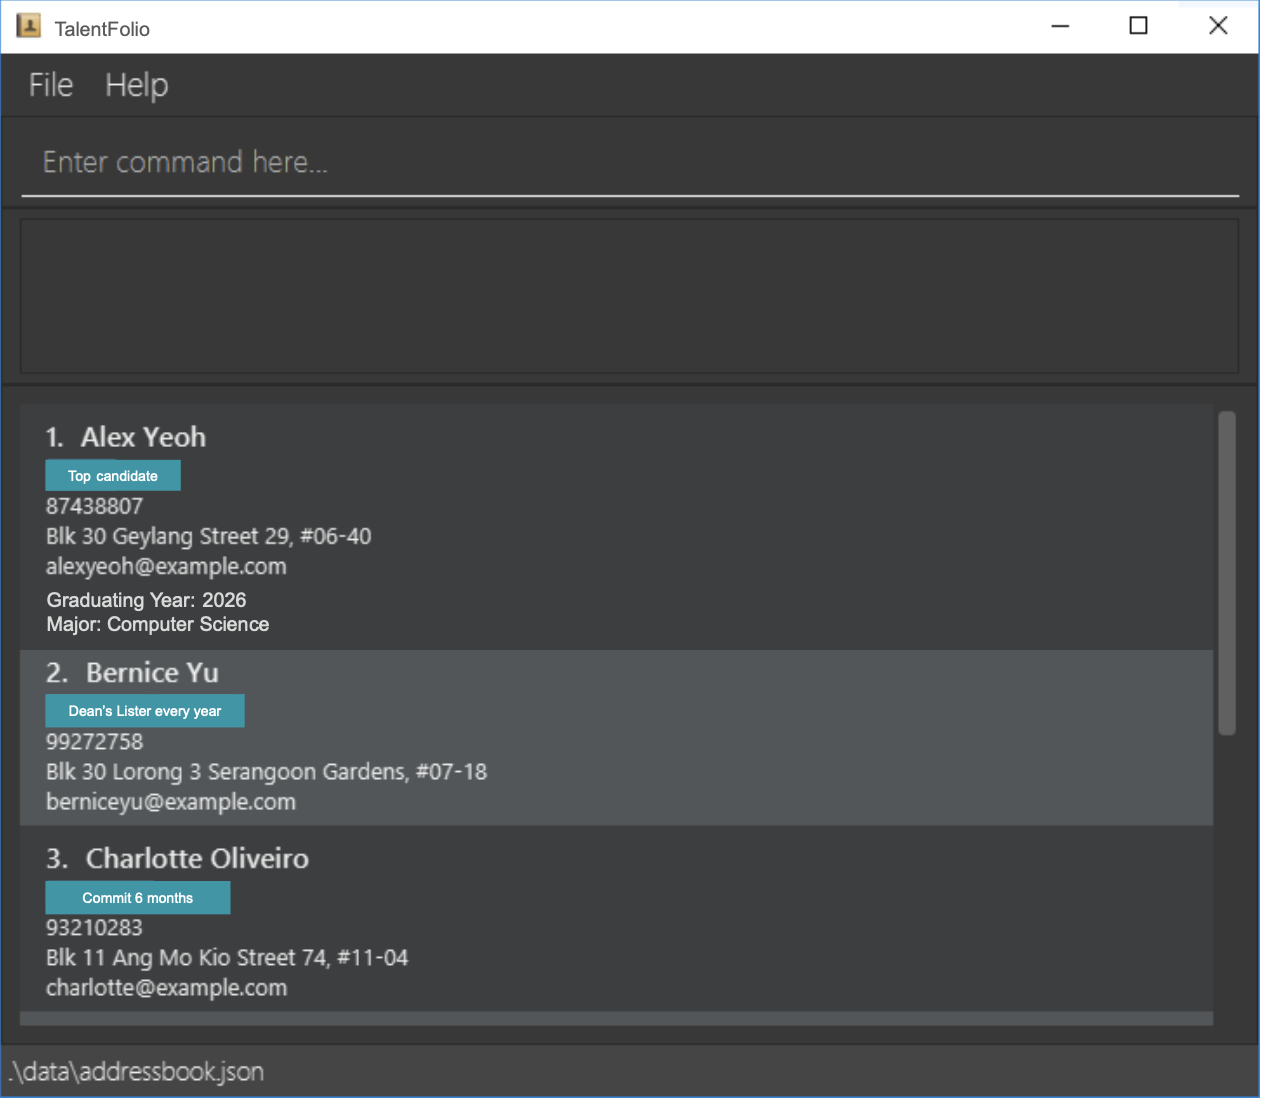 TalentFolio
File Help
Enter command here...
1. Alex Yeoh
Top candidate
87438807
Blk 30 Geylang Street 29, #06-40
alexyeoh@example.com
Graduating Year: 2026
Major: Computer Science
2. Bernice Yu
Dean's Lister every year
99272758
Blk 30 Lorong 3 Serangoon Gardens, #07-18
berniceyu@example.com
3. Charlotte Oliveiro
Commit 6 months
93210283
Blk 11 Ang Mo Kio Street 74, #11-04
charlotte@example.com
.\data\addressbook.json